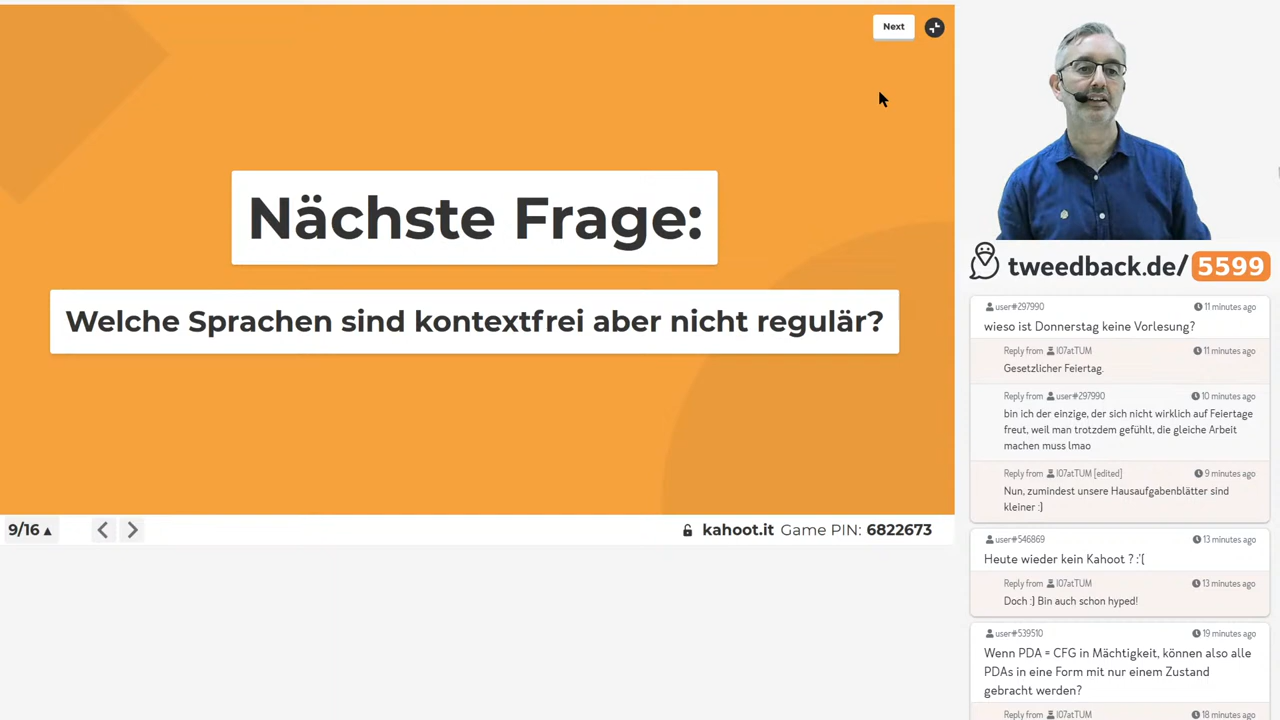 Next
Nächste Frage:
Welche Sprachen sind kontextfrei aber nicht regulär?
9/16
kahoot.it Game PIN: 6822673
tweedback.de/ 5599
user#297990 11 minutes ago
wieso ist Donnerstag keine Vorlesung?
Reply from I07atTUM 11 minutes ago
Gesetzlicher Feiertag.
Reply from user#297990 10 minutes ago
bin ich der einzige, der sich nicht wirklich auf Feiertage
freut, weil man trotzdem gefühlt, die gleiche Arbeit
machen muss lmao
Reply from I07atTUM [edited] 9 minutes ago
Nun, zumindest unsere Hausaufgabenblätter sind
kleiner :)
user#546869 13 minutes ago
Heute wieder kein Kahoot ? :'(
Reply from I07atTUM 13 minutes ago
Doch :) Bin auch schon hyped!
user#539510 19 minutes ago
Wenn PDA = CFG in Mächtigkeit, können also alle
PDAs in eine Form mit nur einem Zustand
gebracht werden?
Reply from I07atTUM 18 minutes ago